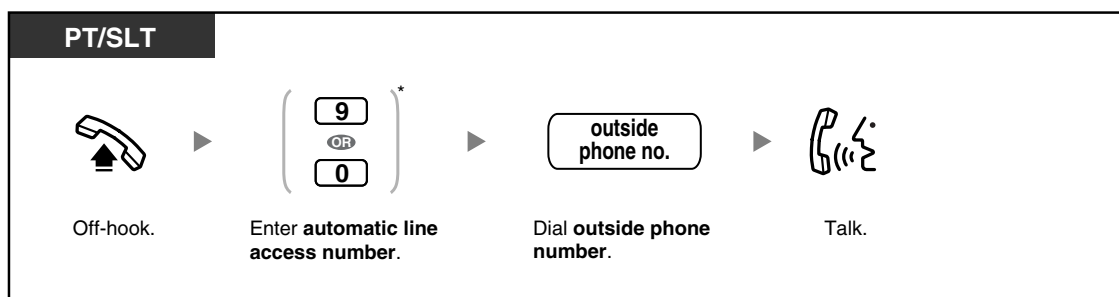 PT/SLT
9
OR
0
*
outside
phone no.
Off-hook.
Enter automatic line
access number.
Dial outside phone
number.
Talk.